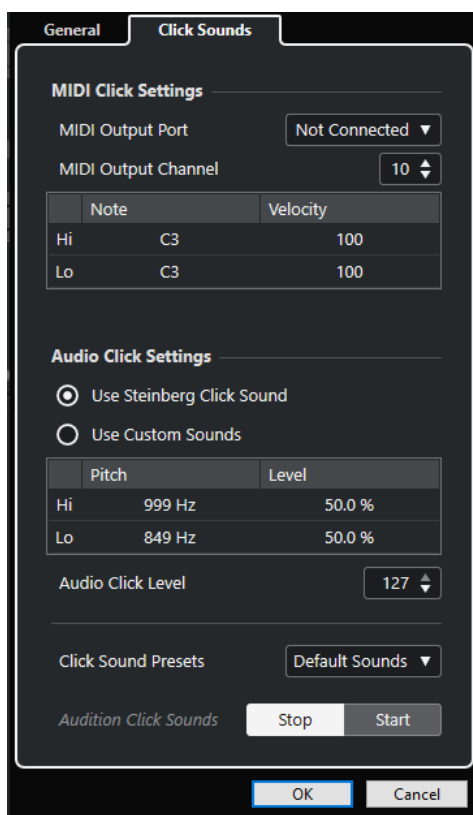 General Click Sounds
MIDI Click Settings
MIDI Output Port Not Connected
MIDI Output Channel 10
Note Velocity
Hi C3 100
Lo C3 100
Audio Click Settings
Use Steinberg Click Sound
Use Custom Sounds
Pitch Level
Hi 999 Hz 50.0 %
Lo 849 Hz 50.0 %
Audio Click Level 127
Click Sound Presets Default Sounds
Audition Click Sounds Stop Start
OK Cancel